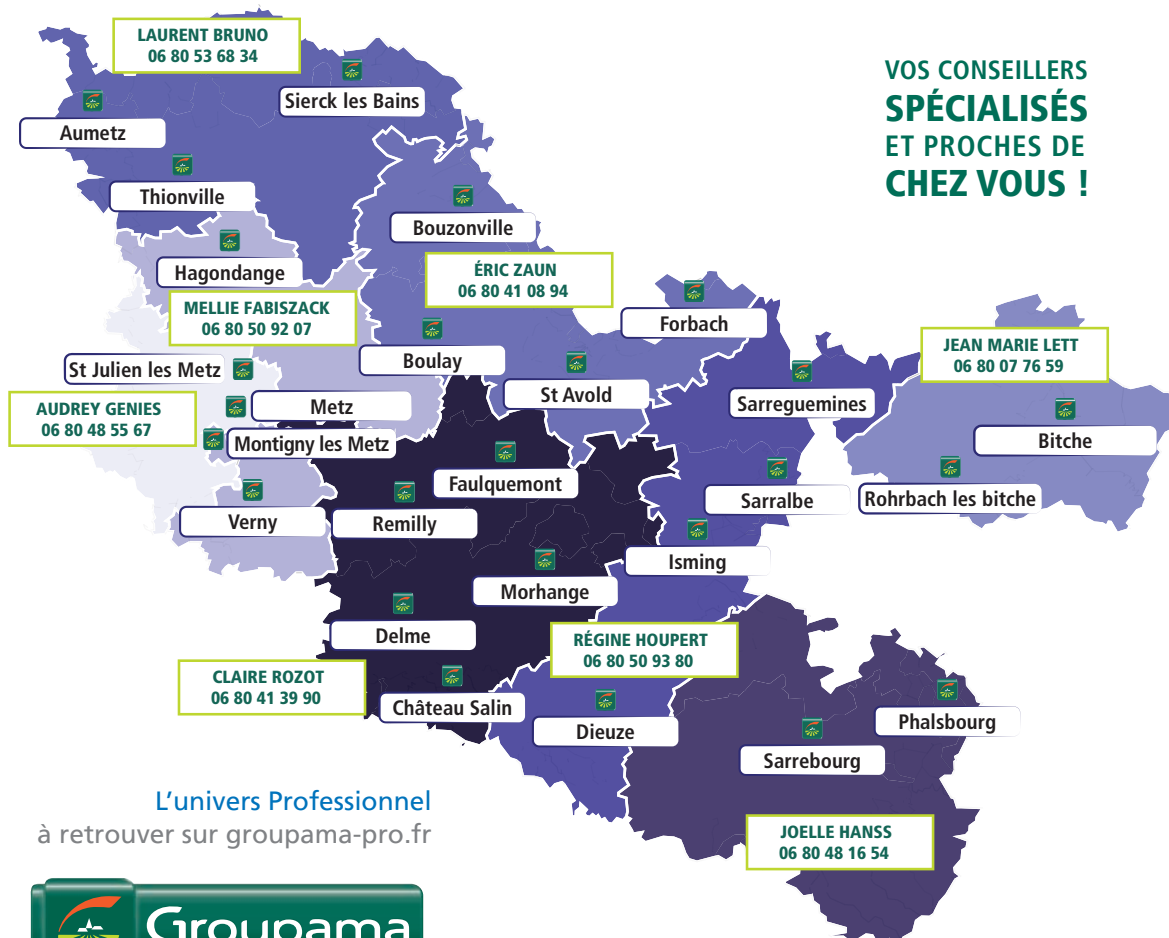 LAURENT BRUNO
06 80 53 68 34
VOS CONSEILLERS
SPÉCIALISÉS
ET PROCHES DE
CHEZ VOUS !
Sierck les Bains
Aumetz
Thionville
Bouzonville
Hagondange
ÉRIC ZAUN
06 80 41 08 94
MELLIE FABISZACK
06 80 50 92 07
Forbach
JEAN MARIE LETT
06 80 07 76 59
Boulay
St Julien les Metz
St Avold
Sarreguemines
AUDREY GENIES
06 80 48 55 67
Metz
Montigny les Metz
Bitche
Faulquemont
Sarralbe
Rohrbach les bitche
Verny
Remilly
Isming
Morhange
Delme
RÉGINE HOUPERT
06 80 50 93 80
CLAIRE ROZOT
06 80 41 39 90
Château Salin
Dieuze
Phalsbourg
Sarrebourg
L'univers Professionnel
à retrouver sur groupama-pro.fr
JOELLE HANSS
06 80 48 16 54
Groupama